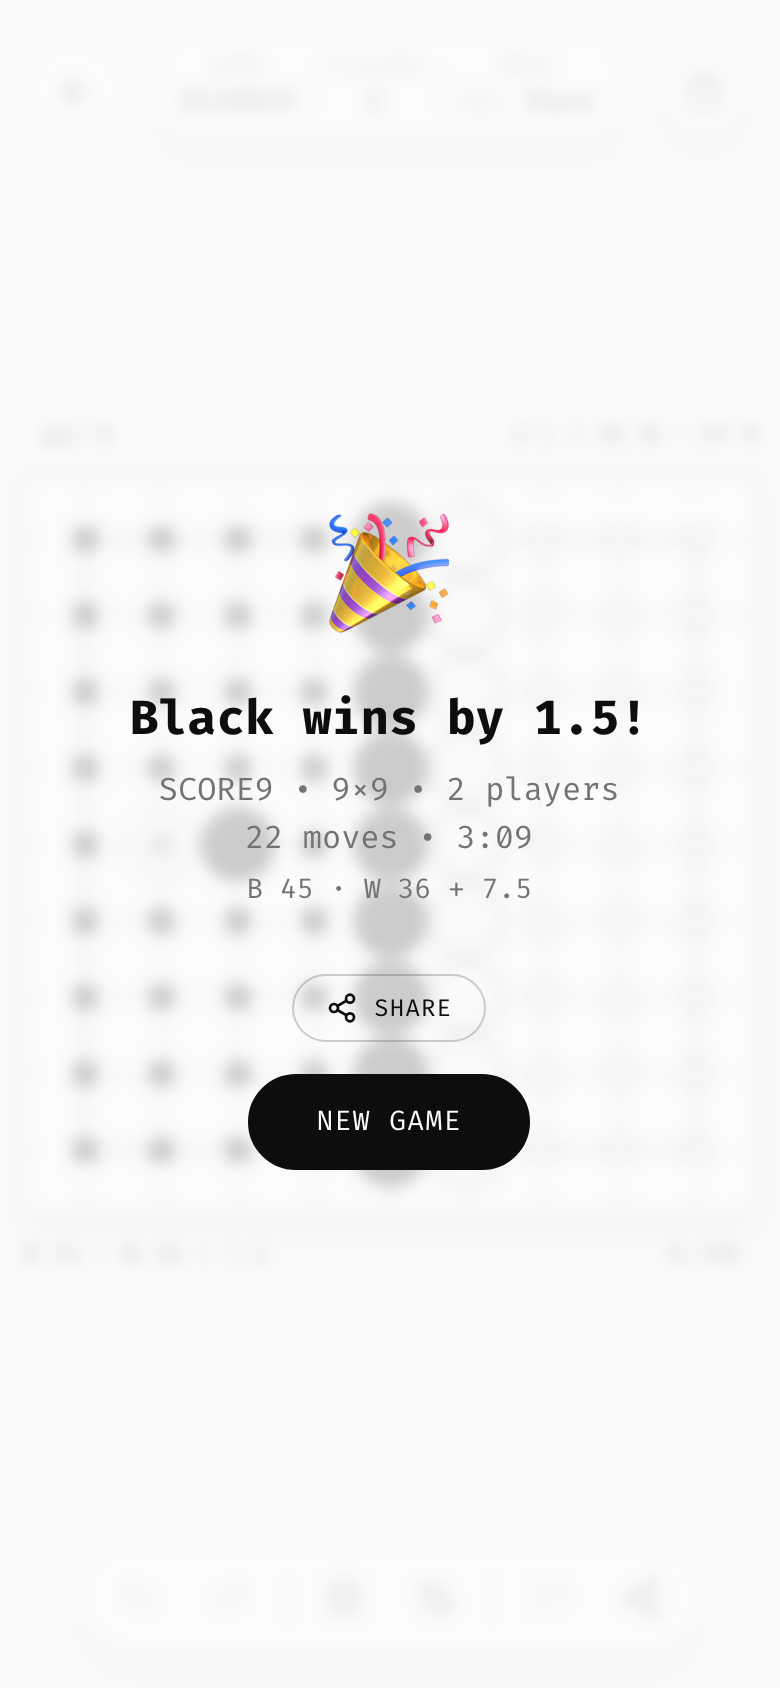 Black wins by 1.5!
SCORE9 • 9×9 • 2 players
22 moves • 3:09
B 45 · W 36 + 7.5
SHARE
NEW GAME